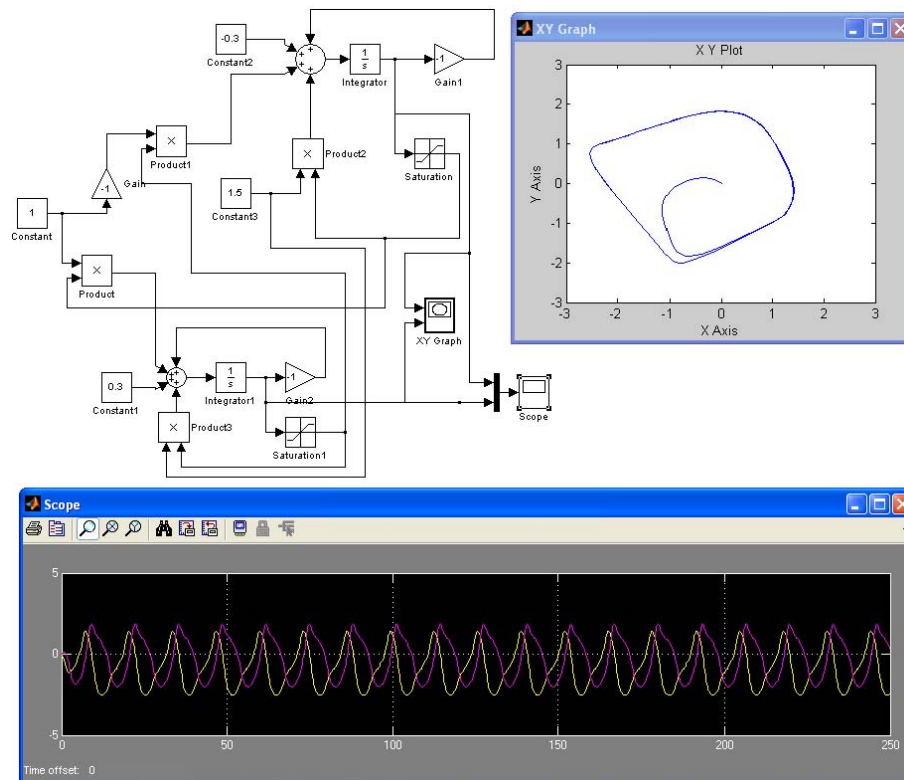 -0.3
Constant2
1
s
Integrator
-1
Gain1
×
Product1
×
Product2
Saturation
-1
Gain
1
Constant
1.5
Constant3
×
Product
XY Graph
0.3
Constant1
1
s
Integrator1
-1
Gain2
×
Product3
Saturation1
Scope
XY Graph
X Y Plot
3
2
1
0
-1
-2
-3
Y Axis
-3 -2 -1 0 1 2 3
X Axis
Scope
5
0
-5
0 50 100 150 200 250
Time offset: 0